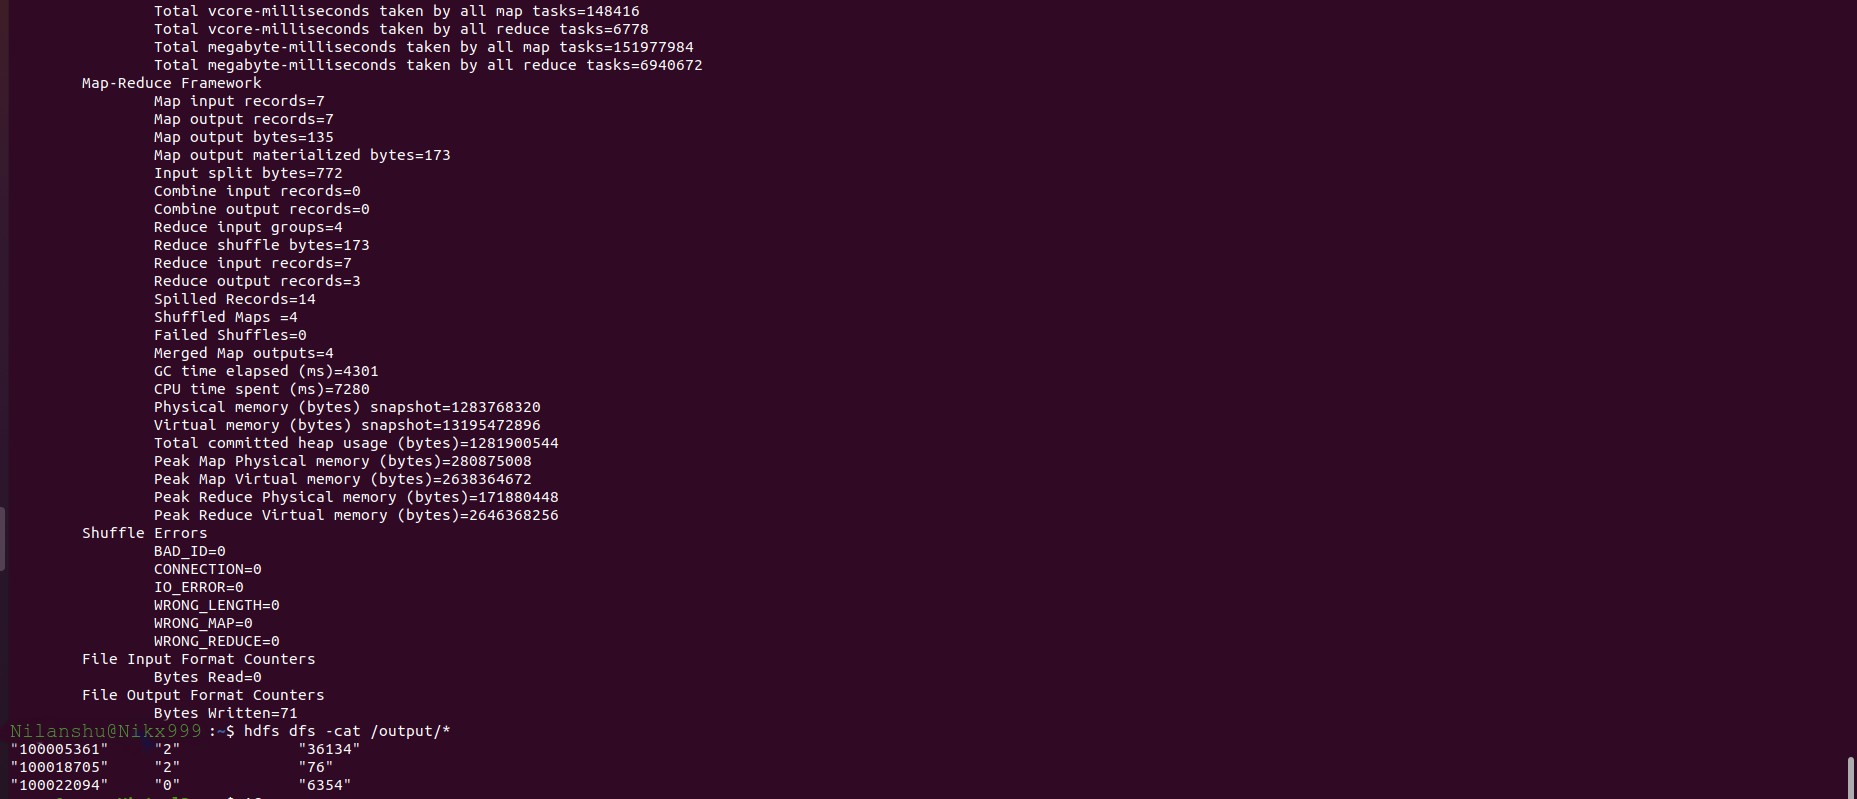 Total vcore-milliseconds taken by all map tasks=148416
Total vcore-milliseconds taken by all reduce tasks=6778
Total megabyte-milliseconds taken by all map tasks=151977984
Total megabyte-milliseconds taken by all reduce tasks=6940672
Map-Reduce Framework
Map input records=7
Map output records=7
Map output bytes=135
Map output materialized bytes=173
Input split bytes=772
Combine input records=0
Combine output records=0
Reduce input groups=4
Reduce shuffle bytes=173
Reduce input records=7
Reduce output records=3
Spilled Records=14
Shuffled Maps =4
Failed Shuffles=0
Merged Map outputs=4
GC time elapsed (ms)=4301
CPU time spent (ms)=7280
Physical memory (bytes) snapshot=1283768320
Virtual memory (bytes) snapshot=13195472896
Total committed heap usage (bytes)=1281900544
Peak Map Physical memory (bytes)=280875008
Peak Map Virtual memory (bytes)=2638364672
Peak Reduce Physical memory (bytes)=171880448
Peak Reduce Virtual memory (bytes)=2646368256
Shuffle Errors
BAD_ID=0
CONNECTION=0
IO_ERROR=0
WRONG_LENGTH=0
WRONG_MAP=0
WRONG_REDUCE=0
File Input Format Counters
Bytes Read=0
File Output Format Counters
Bytes Written=71
Nilanshu@Nikx999 :~$ hdfs dfs -cat /output/*
"100005361" "2" "36134"
"100018705" "2" "76"
"100022094" "0" "6354"